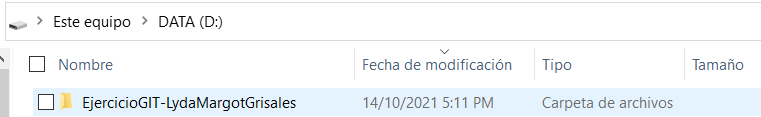 Este equipo > DATA (D:)
Nombre Fecha de modificación Tipo Tamaño
EjercicioGIT-LydaMargotGrisales 14/10/2021 5:11 PM Carpeta de archivos